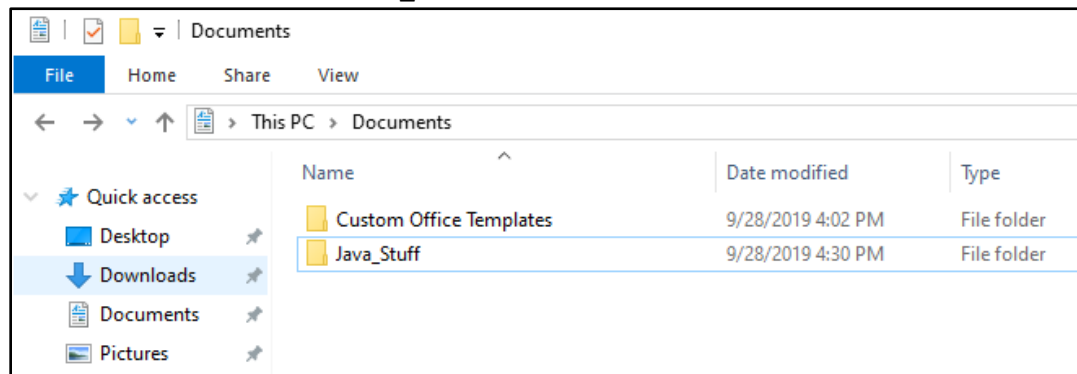 Documents
File Home Share View
This PC > Documents
Name Date modified Type
Quick access
Custom Office Templates 9/28/2019 4:02 PM File folder
Desktop
Java_Stuff 9/28/2019 4:30 PM File folder
Downloads
Documents
Pictures